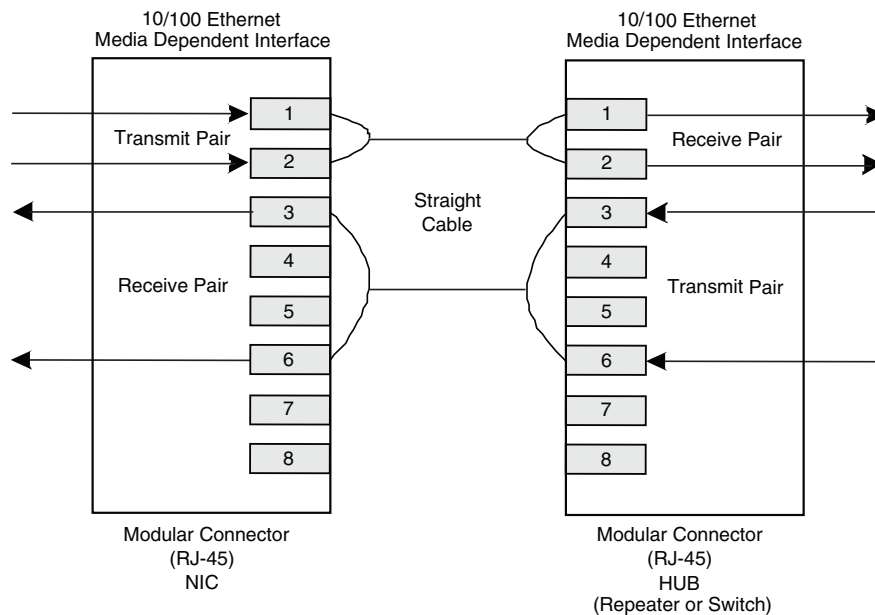 10/100 Ethernet
Media Dependent Interface
1
Transmit Pair
2
3
4
Receive Pair
5
6
7
8
Modular Connector
(RJ-45)
NIC
Straight
Cable
10/100 Ethernet
Media Dependent Interface
1
Receive Pair
2
3
4
Transmit Pair
5
6
7
8
Modular Connector
(RJ-45)
HUB
(Repeater or Switch)